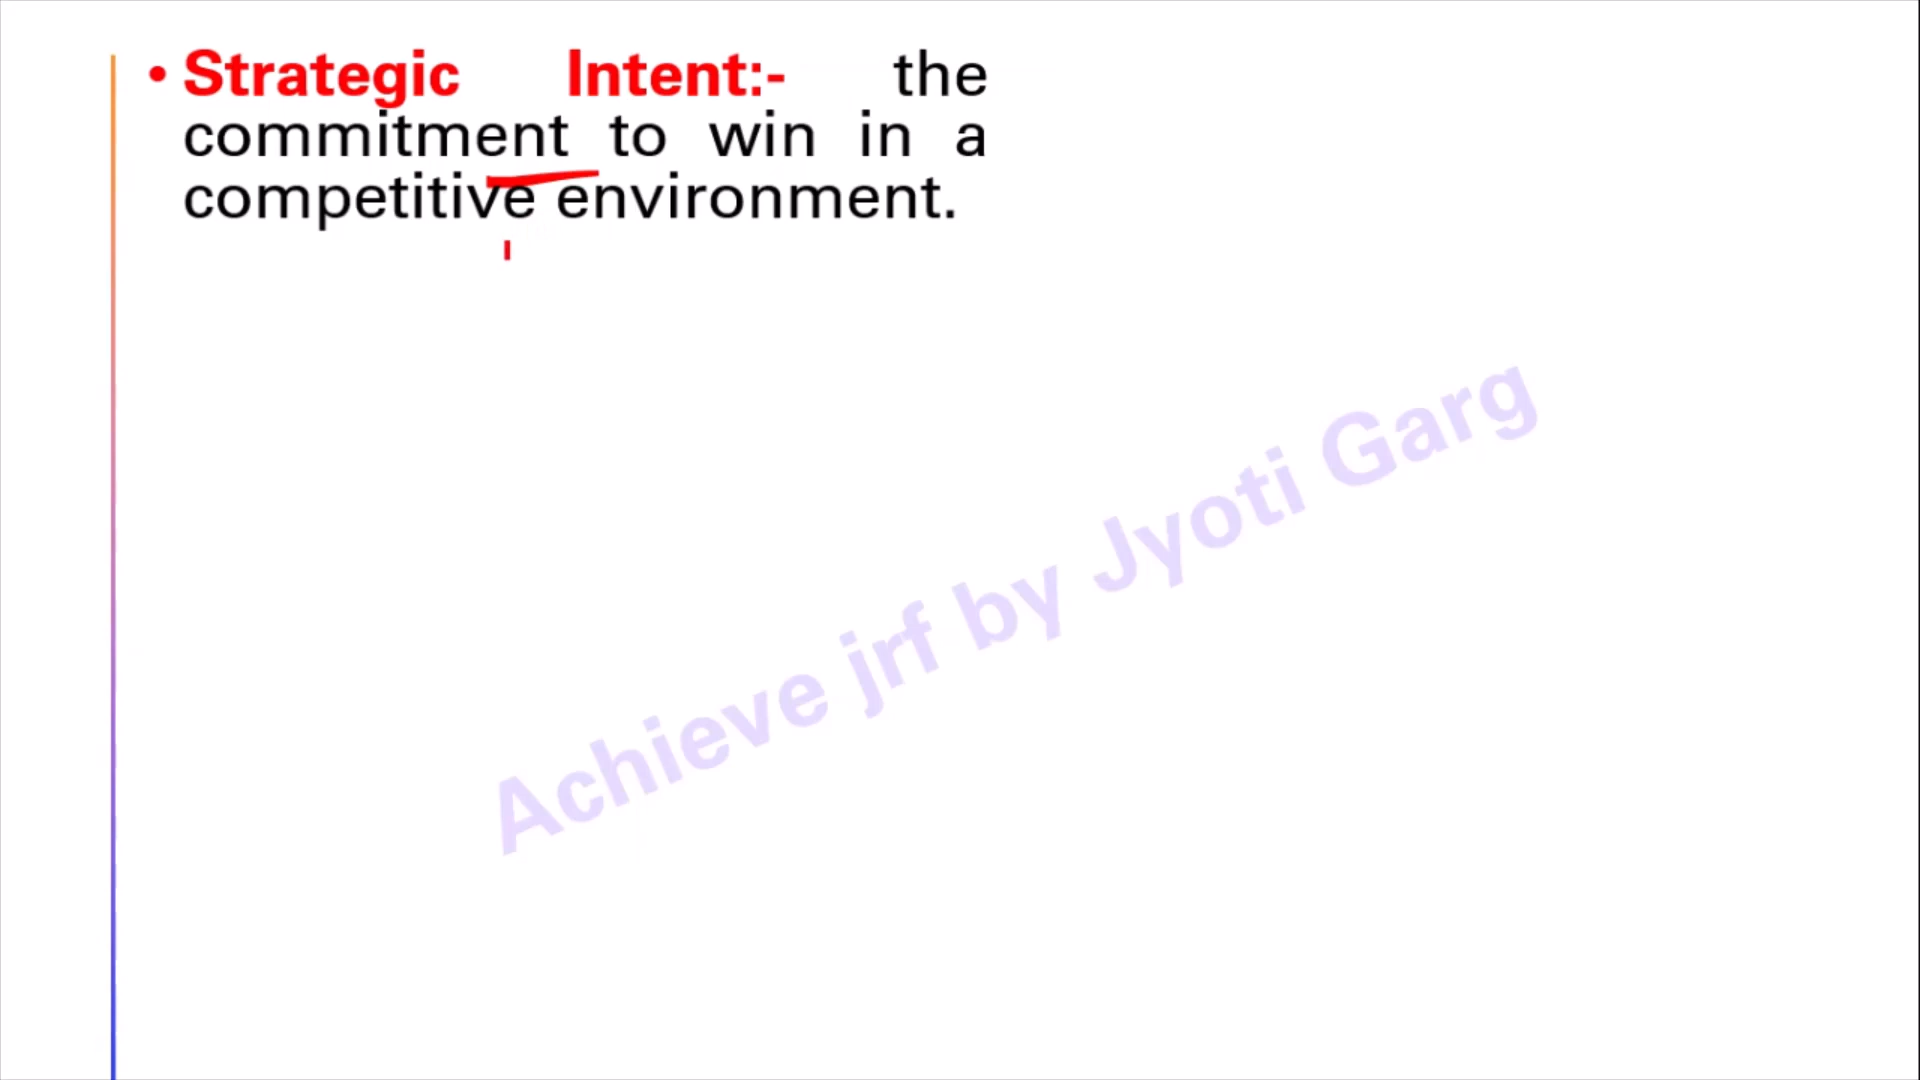 • Strategic Intent:- the
commitment to win in a
competitive environment.
Achieve jrf by Jyoti Garg